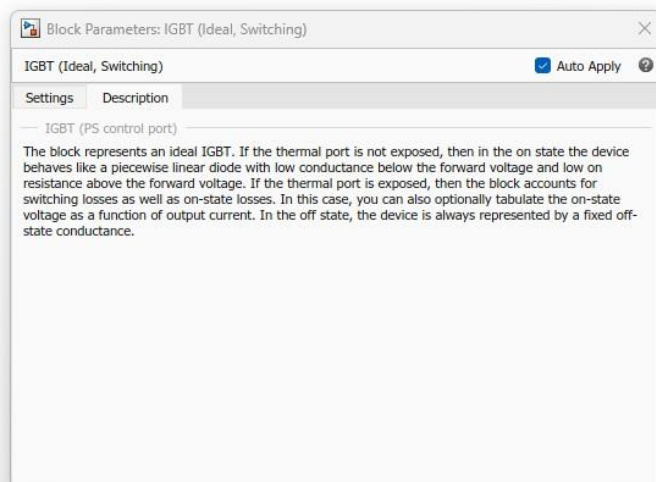 Block Parameters: IGBT (Ideal, Switching)
IGBT (Ideal, Switching)
Auto Apply
Settings
Description
IGBT (PS control port)
The block represents an ideal IGBT. If the thermal port is not exposed, then in the on state the device
behaves like a piecewise linear diode with low conductance below the forward voltage and low on
resistance above the forward voltage. If the thermal port is exposed, then the block accounts for
switching losses as well as on-state losses. In this case, you can also optionally tabulate the on-state
voltage as a function of output current. In the off state, the device is always represented by a fixed off-
state conductance.